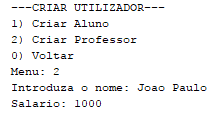 ---CRIAR UTILIZADOR---
1) Criar Aluno
2) Criar Professor
0) Voltar
Menu: 2
Introduza o nome: Joao Paulo
Salario: 1000